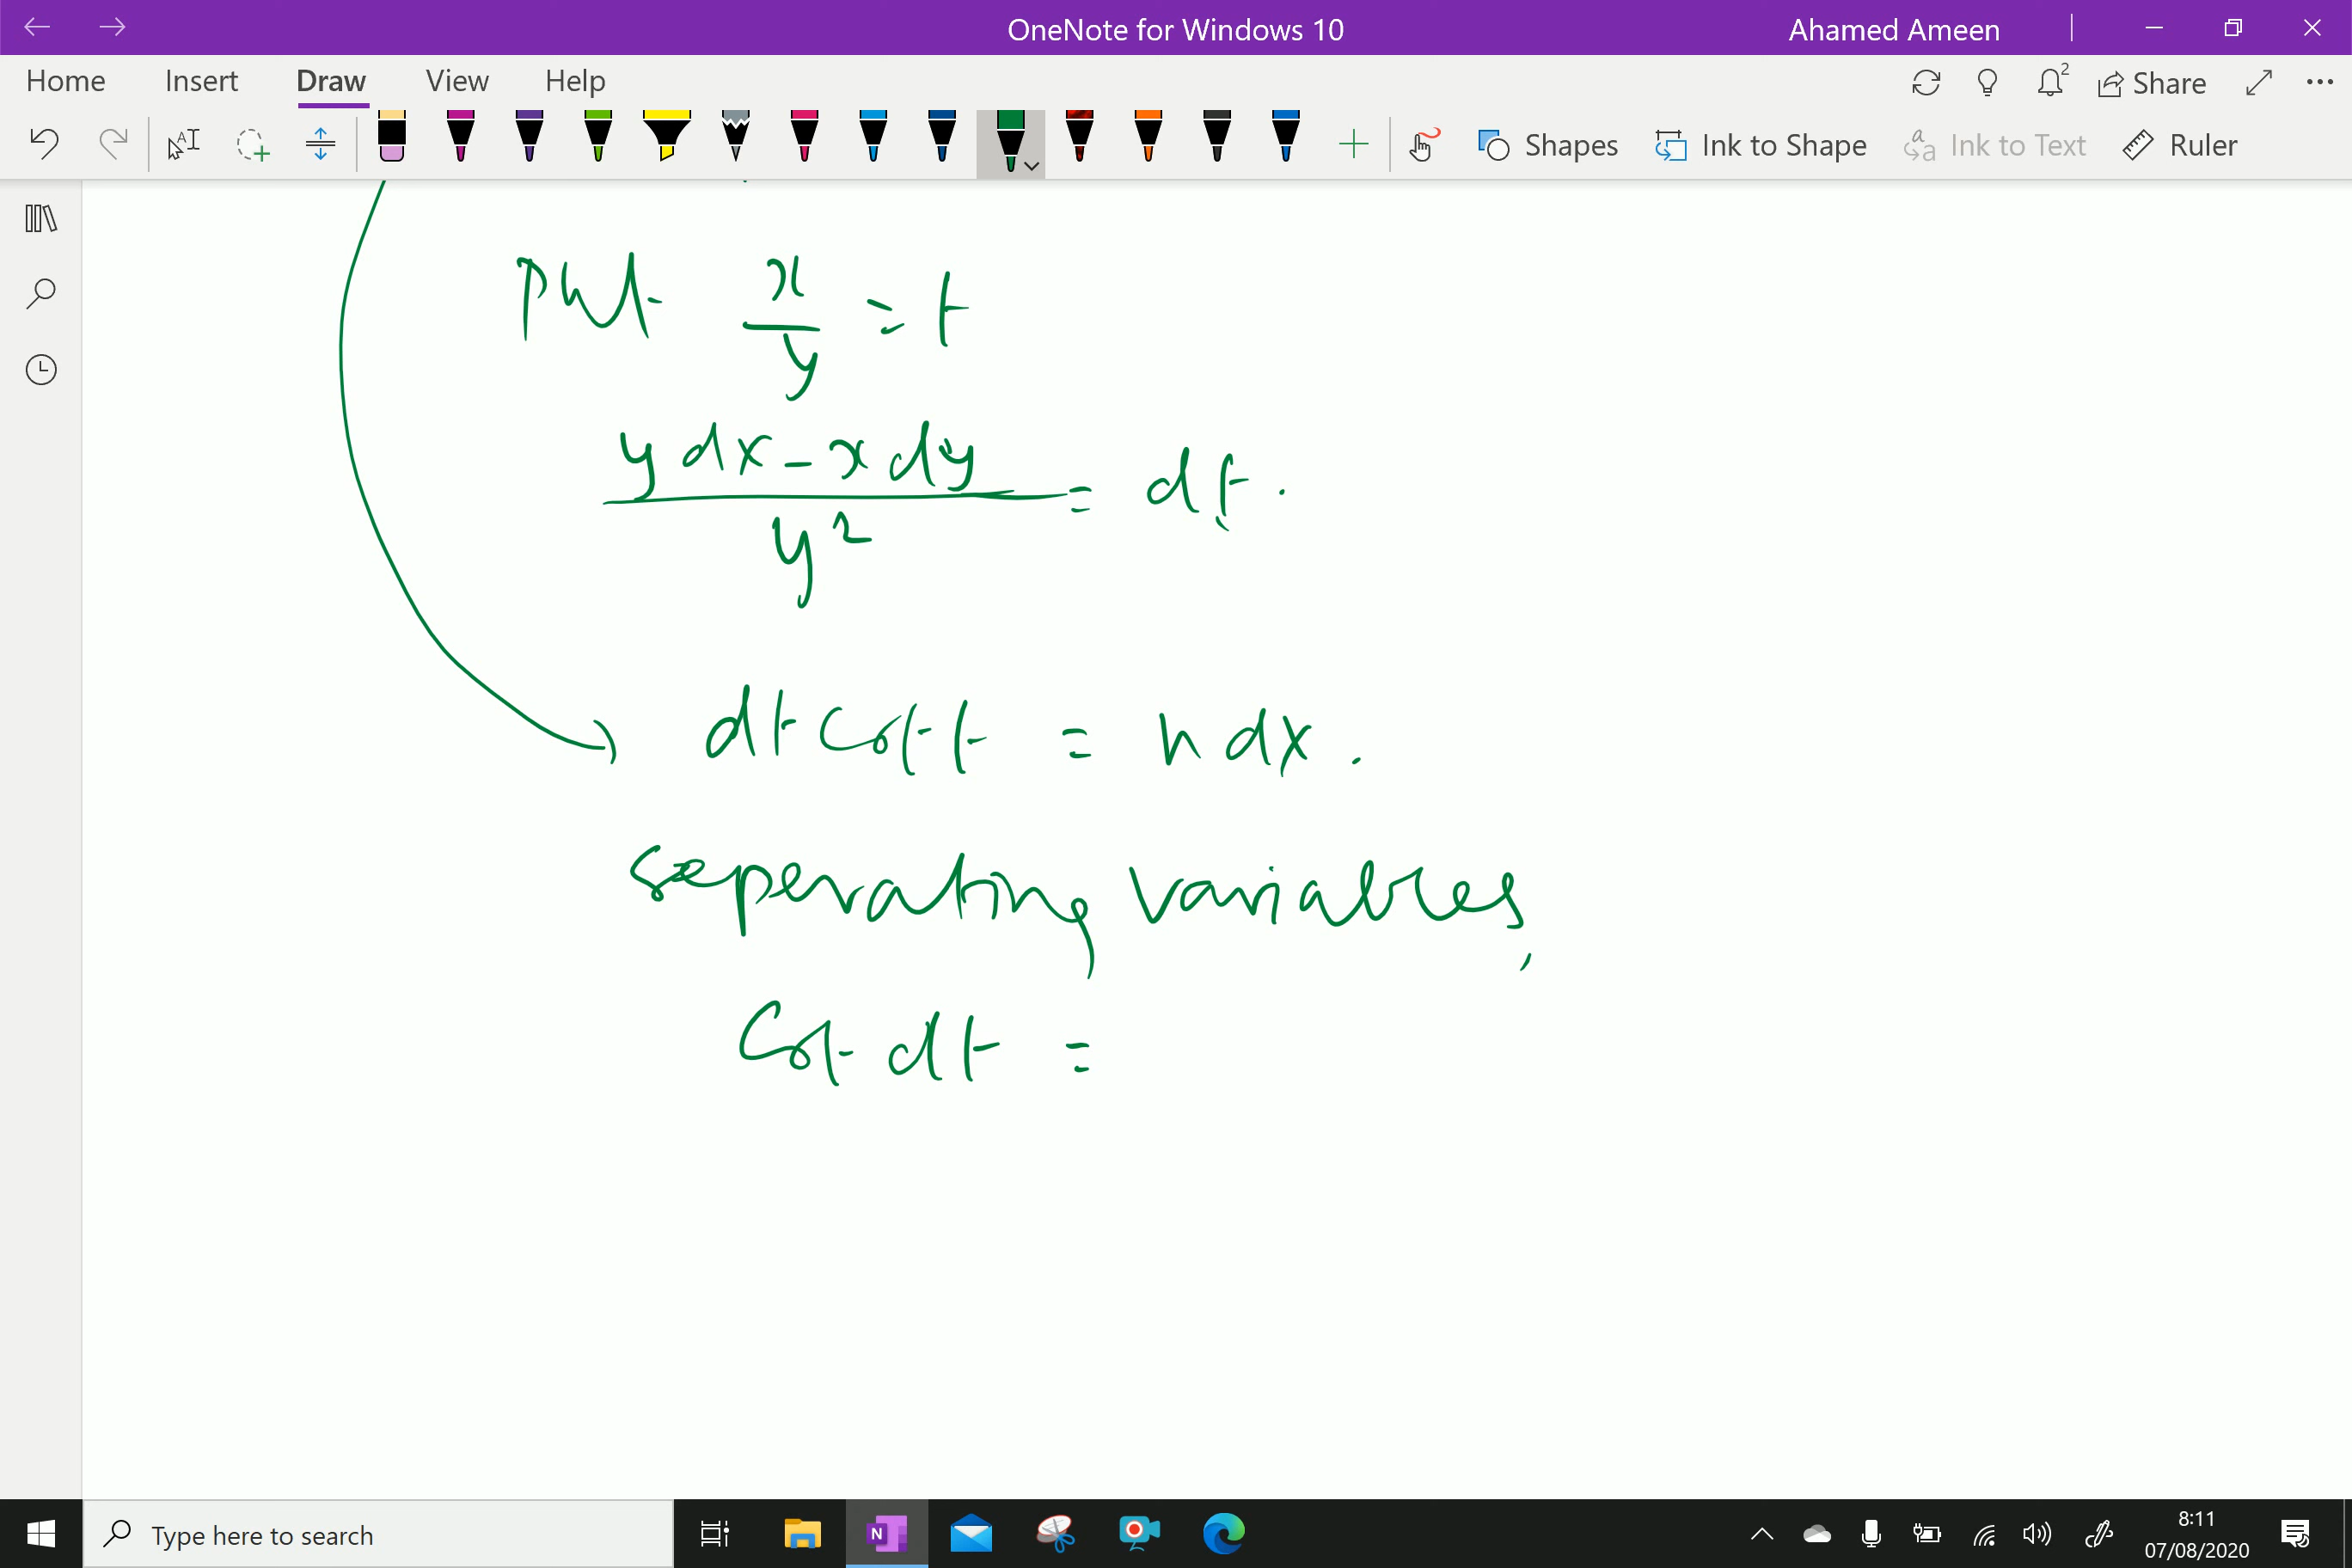 OneNote for Windows 10
Ahamed Ameen
Home Insert Draw View Help
2 Share
Shapes Ink to Shape Ink to Text Ruler
Put x/y = t
(y dx - x dy)/y² = dt.
dt cot t = n dx.
seperating variables,
Cot dt =
Type here to search
8:11
07/08/2020